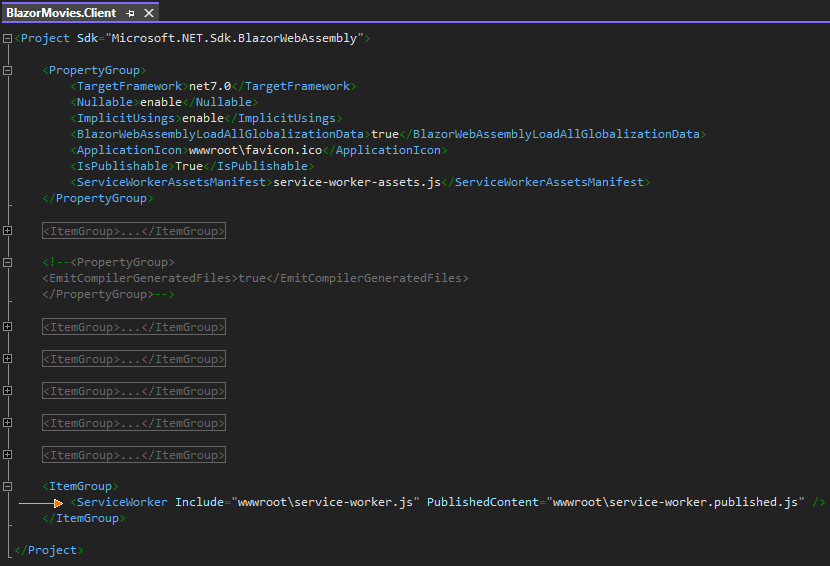 BlazorMovies.Client
<Project Sdk="Microsoft.NET.Sdk.BlazorWebAssembly">
<PropertyGroup>
<TargetFramework>net7.0</TargetFramework>
<Nullable>enable</Nullable>
<ImplicitUsings>enable</ImplicitUsings>
<BlazorWebAssemblyLoadAllGlobalizationData>true</BlazorWebAssemblyLoadAllGlobalizationData>
<ApplicationIcon>wwwroot\favicon.ico</ApplicationIcon>
<IsPublishable>True</IsPublishable>
<ServiceWorkerAssetsManifest>service-worker-assets.js</ServiceWorkerAssetsManifest>
</PropertyGroup>
<ItemGroup>...</ItemGroup>
<!--<PropertyGroup>
<EmitCompilerGeneratedFiles>true</EmitCompilerGeneratedFiles>
</PropertyGroup>-->
<ItemGroup>...</ItemGroup>
<ItemGroup>...</ItemGroup>
<ItemGroup>...</ItemGroup>
<ItemGroup>...</ItemGroup>
<ItemGroup>...</ItemGroup>
<ItemGroup>
<ServiceWorker Include="wwwroot\service-worker.js" PublishedContent="wwwroot\service-worker.published.js" />
</ItemGroup>
</Project>